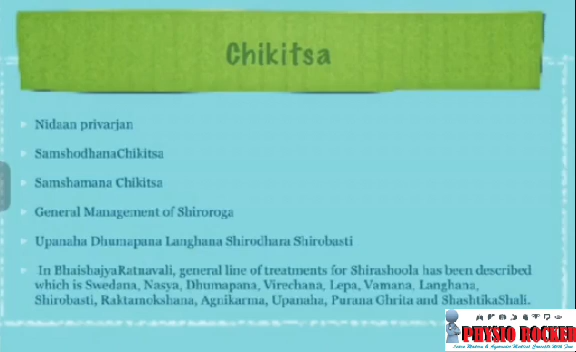 Chikitsa
Nidaan privarjan
SamshodhanaChikitsa
Samshamana Chikitsa
General Management of Shiroroga
Upanaha Dhumapana Langhana Shirodhara Shirobasti
In BhaishajyaRatnavali, general line of treatments for Shirashoola has been described
which is Swedana, Nasya, Dhumapana, Virechana, Lepa, Vamana, Langhana,
Shirobasti, Raktamokshana, Agnikarma, Upanaha, Purana Ghrita and ShashtikaShali.
PHYSIO ROCKED